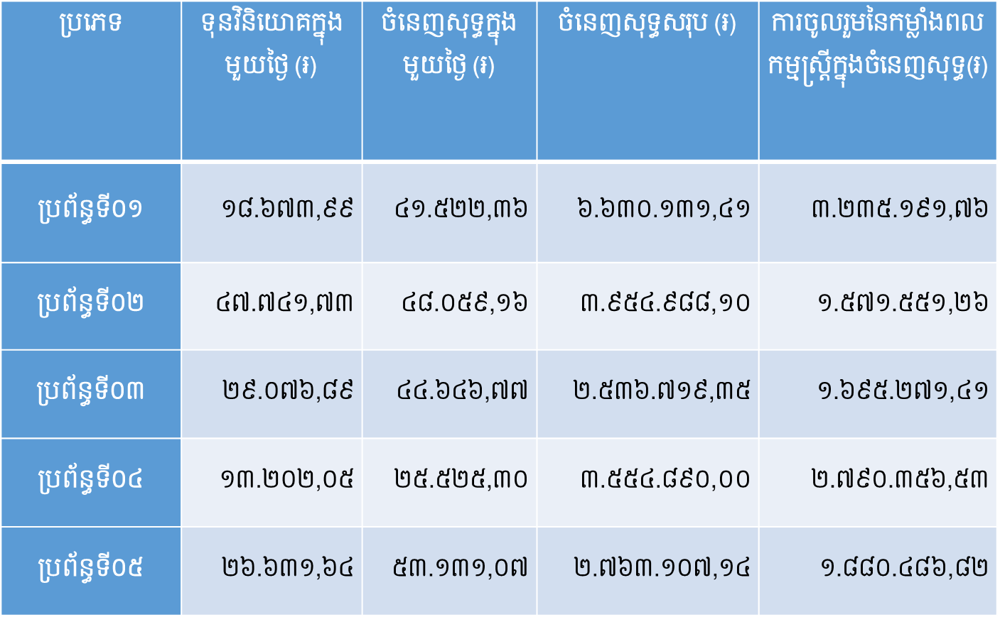 ប្រភេទ
ទុនវិនិយោគក្នុង
មួយថ្ងៃ (៛)
ចំនេញសុទ្ធក្នុង
មួយថ្ងៃ (៛)
ចំនេញសុទ្ធសរុប (៛)
ការចូលរួមនៃកម្លាំងពល
កម្មស្ត្រីក្នុងចំនេញសុទ្ធ(៛)
ប្រព័ន្ធទី០១ ១៨.៦៧៣,៩៩ ៤១.៥២២,៣៦ ៦.៦៣០.១៣១,៤១ ៣.២៣៥.១៩១,៧៦
ប្រព័ន្ធទី០២ ៤៧.៧៤១,៧៣ ៤៨.០៥៩,១៦ ៣.៩៥៤.៩៨៨,១០ ១.៥៧១.៥៥១,២៦
ប្រព័ន្ធទី០៣ ២៩.០៧៦,៨៩ ៤៤.៦៤៦,៧៧ ២.៥៣៦.៧១៩,៣៥ ១.៦៩៥.២៧១,៤១
ប្រព័ន្ធទី០៤ ១៣.២០២,០៥ ២៥.៥២៥,៣០ ៣.៥៥៤.៨៩០,០០ ២.៧៩០.៣៥៦,៥៣
ប្រព័ន្ធទី០៥ ២៦.៦៣១,៦៤ ៥៣.១៣១,០៧ ២.៧៦៣.១០៧,១៤ ១.៨៨០.៤៨៦,៨២